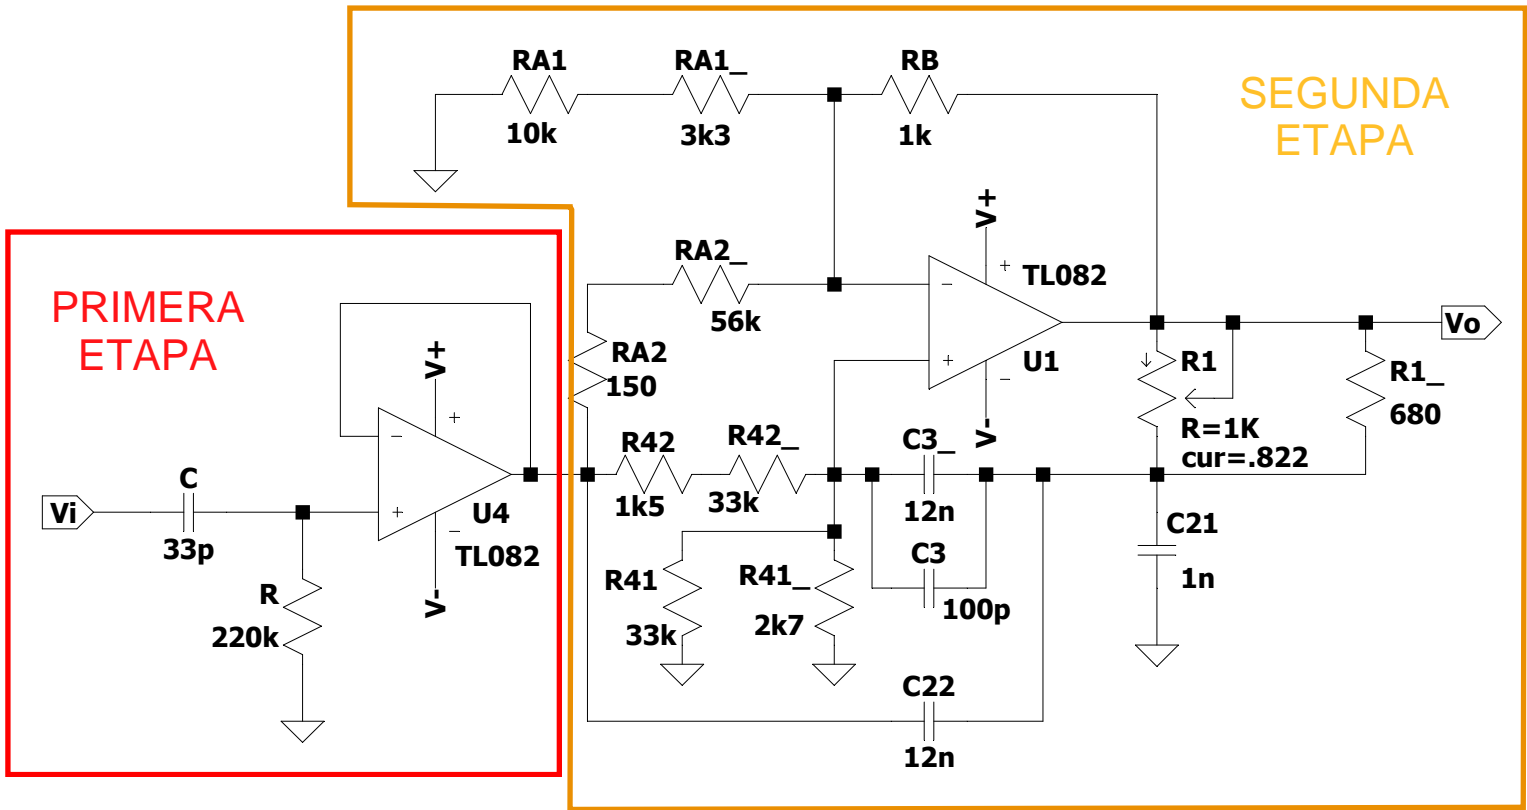 RA1
10k
RA1_
3k3
RB
1k
SEGUNDA
ETAPA
PRIMERA
ETAPA
RA2_
56k
RA2
150
V+
+
TL082
−
+
U1
−
V-
Vo
R1
R=1K
cur=.822
R1_
680
V+
+
−
+
U4
−
TL082
V-
Vi
C
33p
R
220k
R42
1k5
R42_
33k
C3_
12n
C3
100p
R41
33k
R41_
2k7
C21
1n
C22
12n